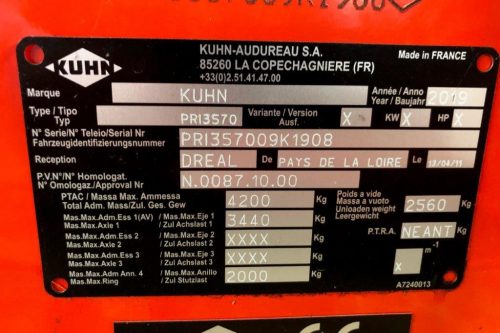 KUHN
KUHN-AUDUREAU S.A.
85260 LA COPECHAGNIERE (FR)
+33(0)2.51.41.47.00
Made in FRANCE
Marque KUHN Année / Anno Year / Baujahr 2019
Type / Tipo Typ PRI3570 Variante / Version Ausf. X KW X HP X
N° Serie/N° Teleio/Serial Nr
Fahrzeugidentifizierungsnummer PRI357009K1908
Reception DREAL De PAYS DE LA LOIRE Le 13/04/11
P.V.N°/N° Homologat.
N° Omologaz./Approval Nr N.0087.10.00
PTAC / Massa Max. Ammessa
Total Adm. Mass/Zul. Ges. Gew 4200 Kg
Poids a vide
Massa a vuoto
Unloaden weight
Leergewicht 2560 Kg
Mas.Max.Adm.Ess 1(AV) / Mas.Max.Eje 1
Mas.Max.Axle 1 / Zul Achslast 1 3440 Kg
Mas.Max.Adm.Ess 2 / Mas.Max.Eje 2
Mas.Max.Axle 2 / Zul Achslast 2 XXXX Kg
P.T.R.A. NEANT Kg
Mas.Max.Adm.Ess 3 / Mas.Max.Eje 3
Mas.Max.Axle 3 / Zul Achslast 3 XXXX Kg
Mas.Max.Adm Ann. 4 / Mas.Max.Anillo
Mas.Max.Ring / Zul Stutzlast 2000 Kg
X m-1
A7240013